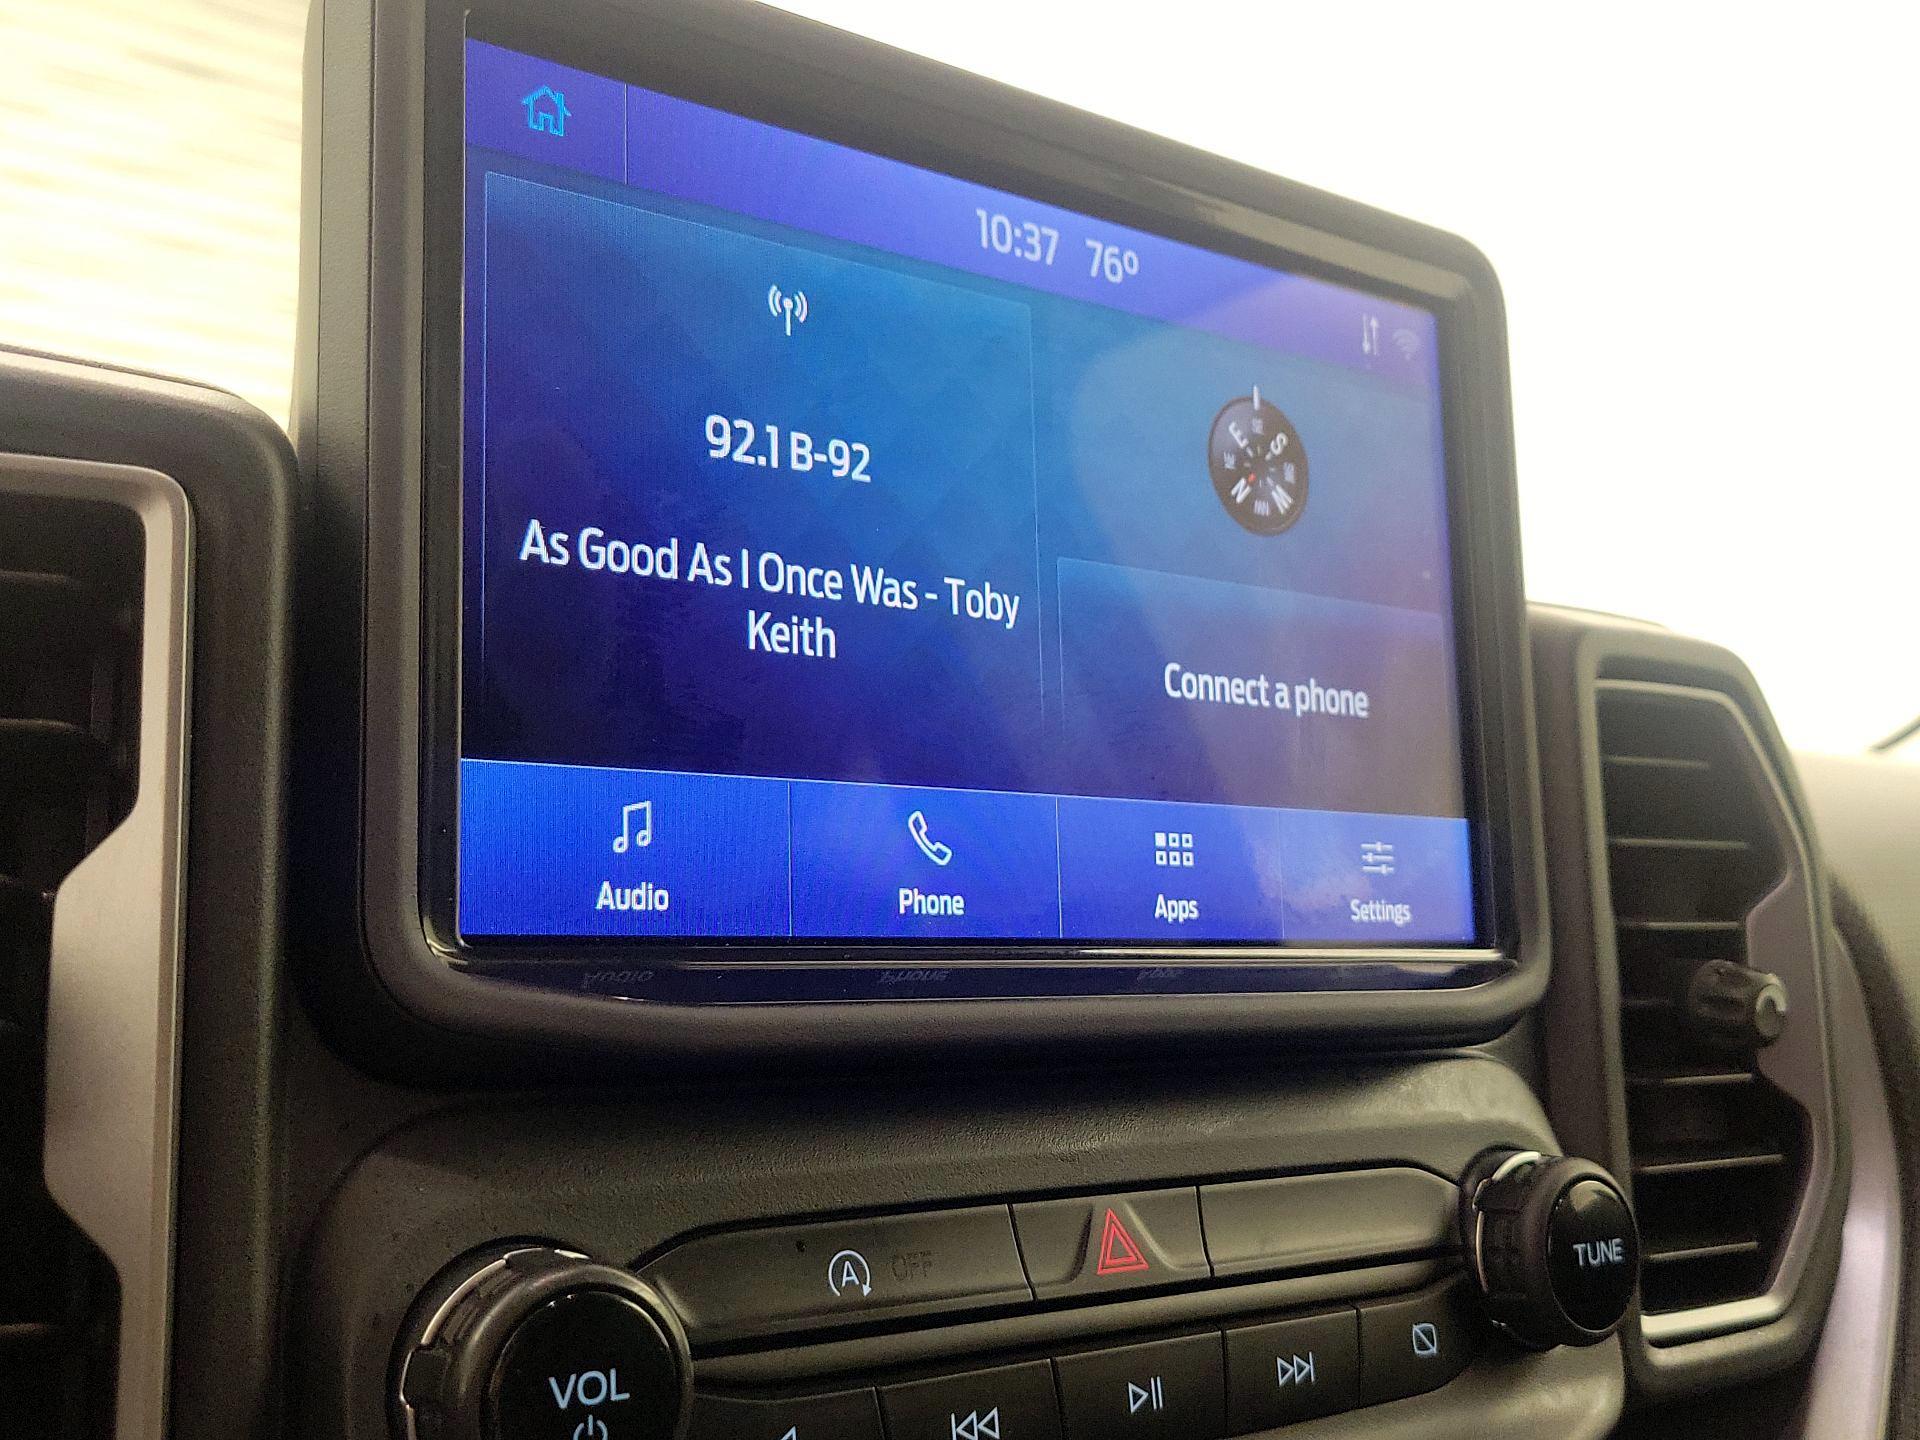 10:37 76°
92.1 B-92
As Good As I Once Was - Toby
Keith
E
SE
S
N
W
Connect a phone
Audio
Phone
Apps
Settings
A OFF
TUNE
VOL